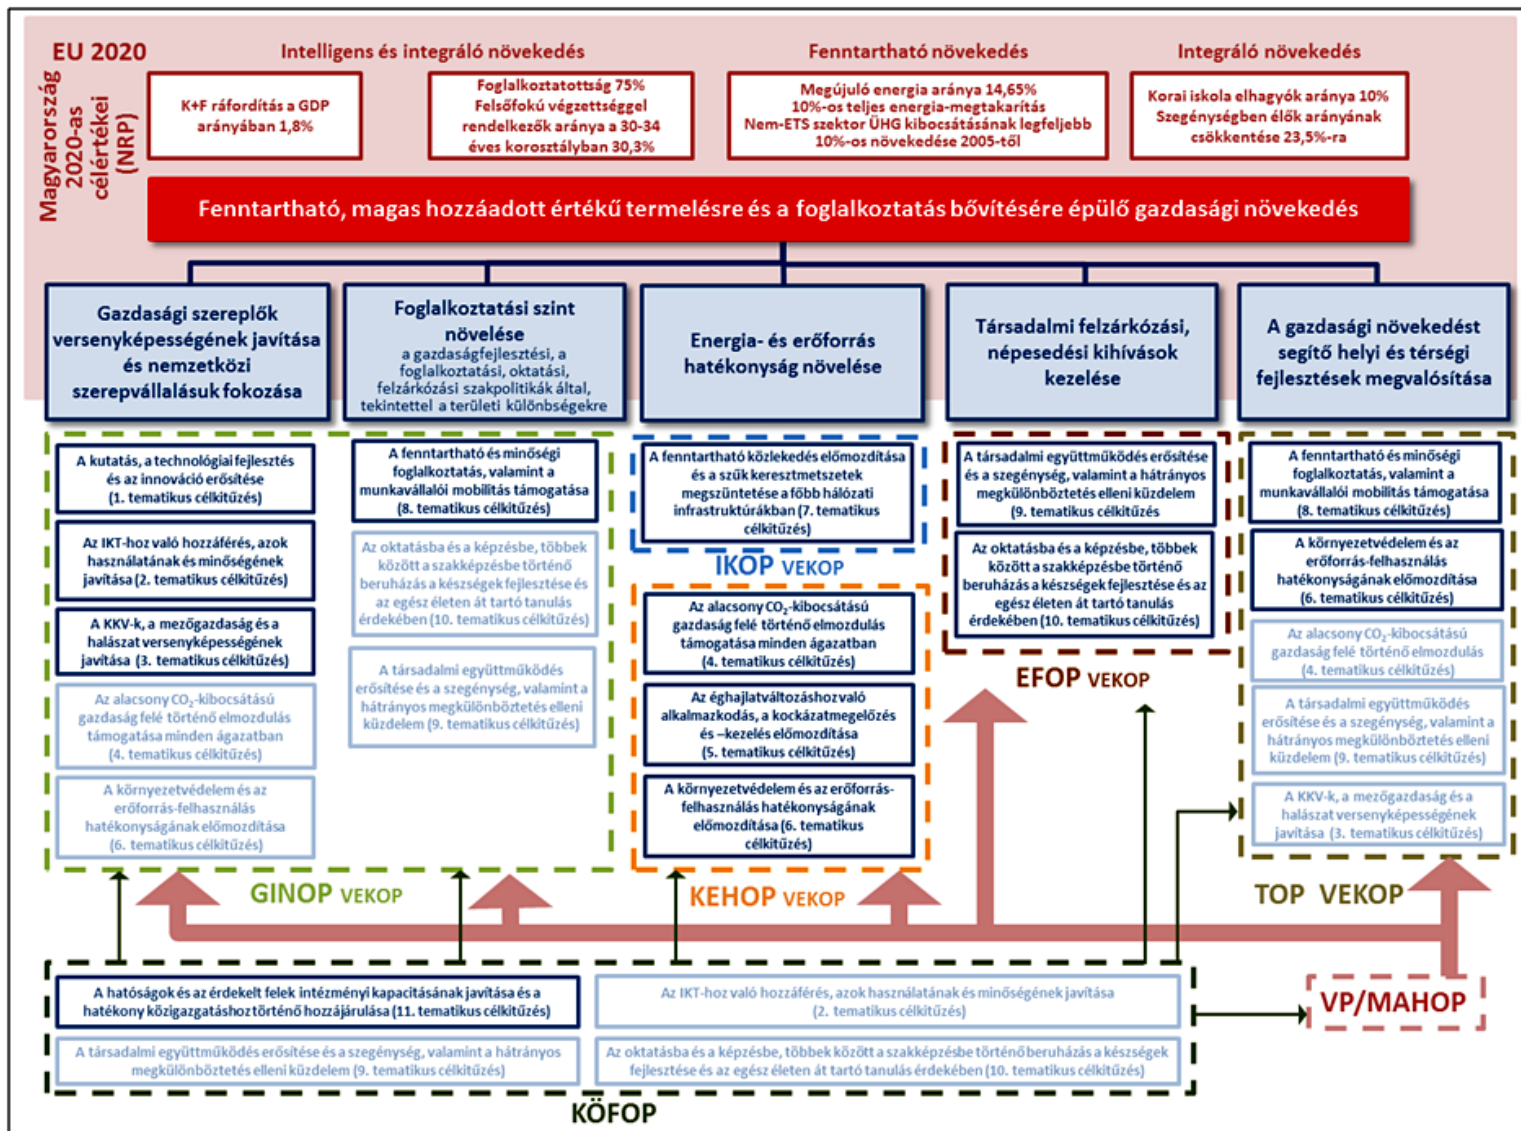 EU 2020
Magyarország
2020-as
célértékei
(NRP)
Intelligens és integráló növekedés
Fenntartható növekedés
Integráló növekedés
K+F ráfordítás a GDP
arányában 1,8%
Foglalkoztatottság 75%
Felsőfokú végzettséggel
rendelkezők aránya a 30-34
éves korosztályban 30,3%
Megújuló energia aránya 14,65%
10%-os teljes energia-megtakarítás
Nem-ETS szektor ÜHG kibocsátásának legfeljebb
10%-os növekedése 2005-től
Korai iskola elhagyók aránya 10%
Szegénységben élők arányának
csökkentése 23,5%-ra
Fenntartható, magas hozzáadott értékű termelésre és a foglalkoztatás bővítésére épülő gazdasági növekedés
Gazdasági szereplők
versenyképességének javítása
és nemzetközi
szerepvállalásuk fokozása
Foglalkoztatási szint
növelése
a gazdaságfejlesztési, a
foglalkoztatási, oktatási,
felzárkózási szakpolitikák által,
tekintettel a területi különbségekre
Energia- és erőforrás
hatékonyság növelése
Társadalmi felzárkózási,
népesedési kihívások
kezelése
A gazdasági növekedést
segítő helyi és térségi
fejlesztések megvalósítása
A kutatás, a technológiai fejlesztés
és az innováció erősítése
(1. tematikus célkitűzés)
Az IKT-hoz való hozzáférés, azok
használatának és minőségének
javítása (2. tematikus célkitűzés)
A KKV-k, a mezőgazdaság és a
halászat versenyképességének
javítása (3. tematikus célkitűzés)
Az alacsony CO₂-kibocsátású
gazdaság felé történő elmozdulás
támogatása minden ágazatban
(4. tematikus célkitűzés)
A környezetvédelem és az
erőforrás-felhasználás
hatékonyságának előmozdítása
(6. tematikus célkitűzés)
A fenntartható és minőségi
foglalkoztatás, valamint a
munkavállalói mobilitás támogatása
(8. tematikus célkitűzés)
Az oktatásba és a képzésbe, többek
között a szakképzésbe történő
beruházás a készségek fejlesztése és
az egész életen át tartó tanulás
érdekében (10. tematikus célkitűzés)
A társadalmi együttműködés
erősítése és a szegénység, valamint a
hátrányos megkülönböztetés elleni
küzdelem (9. tematikus célkitűzés)
GINOP VEKOP
A fenntartható közlekedés előmozdítása
és a szűk keresztmetszetek
megszüntetése a főbb hálózati
infrastruktúrákban (7. tematikus
célkitűzés)
IKOP VEKOP
Az alacsony CO₂-kibocsátású
gazdaság felé történő elmozdulás
támogatása minden ágazatban
(4. tematikus célkitűzés)
Az éghajlatváltozáshozvaló
alkalmazkodás, a kockázatmegelőzés
és –kezelés előmozdítása
(5. tematikus célkitűzés)
A környezetvédelem és az erőforrás-
felhasználás hatékonyságának
előmozdítása (6. tematikus
célkitűzés)
KEHOP VEKOP
A társadalmi együttműködés erősítése
és a szegénység, valamint a hátrányos
megkülönböztetés elleni küzdelem
(9. tematikus célkitűzés
Az oktatásba és a képzésbe, többek
között a szakképzésbe történő
beruházás a készségek fejlesztése és az
egész életen át tartó tanulás
érdekében (10. tematikus célkitűzés)
EFOP VEKOP
A fenntartható és minőségi
foglalkoztatás, valamint a
munkavállalói mobilitás támogatása
(8. tematikus célkitűzés)
A környezetvédelem és az
erőforrás-felhasználás
hatékonyságának előmozdítása
(6. tematikus célkitűzés)
Az alacsony CO₂-kibocsátású
gazdaság felé történő elmozdulás
(4. tematikus célkitűzés)
A társadalmi együttműködés
erősítése és a szegénység, valamint a
hátrányos megkülönböztetés elleni
küzdelem (9. tematikus célkitűzés)
A KKV-k, a mezőgazdaság és a
halászat versenyképességének
javítása (3. tematikus célkitűzés)
TOP VEKOP
A hatóságok és az érdekelt felek intézményi kapacitásának javítása és a
hatékony közigazgatáshoz történő hozzájárulása (11. tematikus célkitűzés)
Az IKT-hoz való hozzáférés, azok használatának és minőségének javítása
(2. tematikus célkitűzés)
A társadalmi együttműködés erősítése és a szegénység, valamint a hátrányos
megkülönböztetés elleni küzdelem (9. tematikus célkitűzés)
Az oktatásba és a képzésbe, többek között a szakképzésbe történő beruházás a készségek
fejlesztése és az egész életen át tartó tanulás érdekében (10. tematikus célkitűzés)
VP/MAHOP
KÖFOP